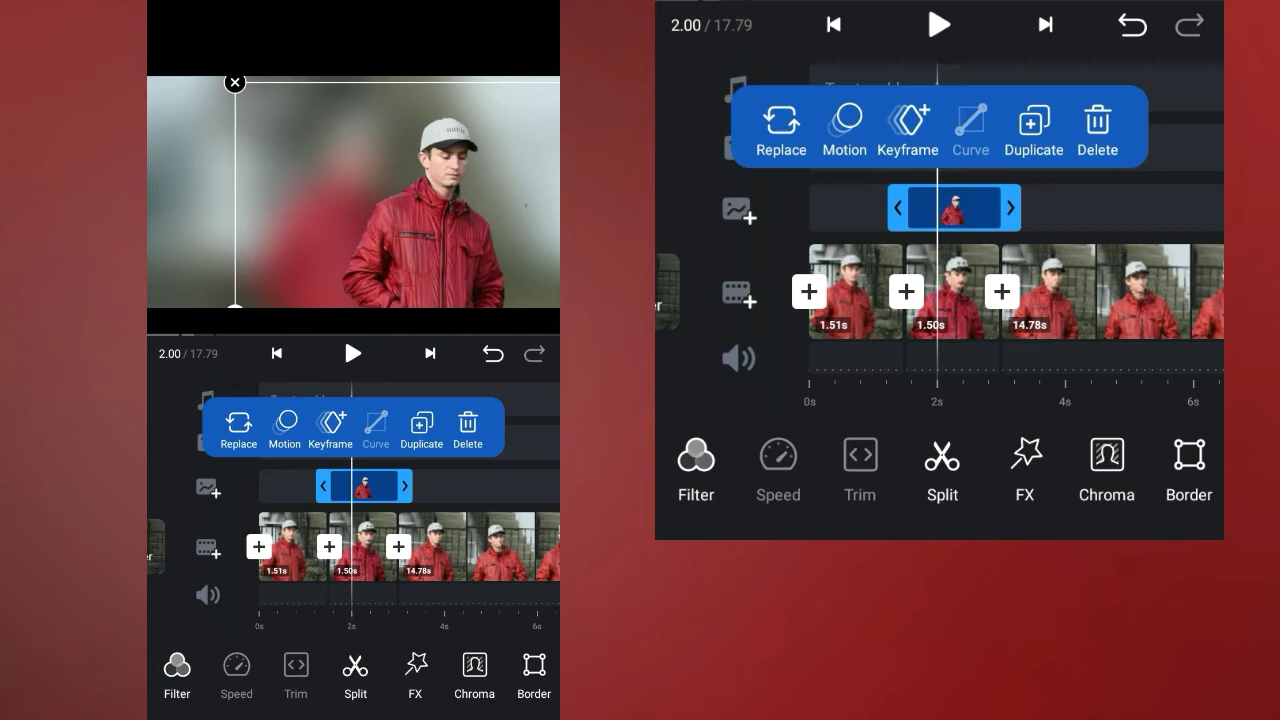 2.00 / 17.79
Replace Motion Keyframe Curve Duplicate Delete
1.51s 1.50s 14.78s
0s 2s 4s 6s
Filter Speed Trim Split FX Chroma Border
2.00 / 17.79
Replace Motion Keyframe Curve Duplicate Delete
1.51s 1.50s 14.78s
0s 2s 4s 6s
Filter Speed Trim Split FX Chroma Border